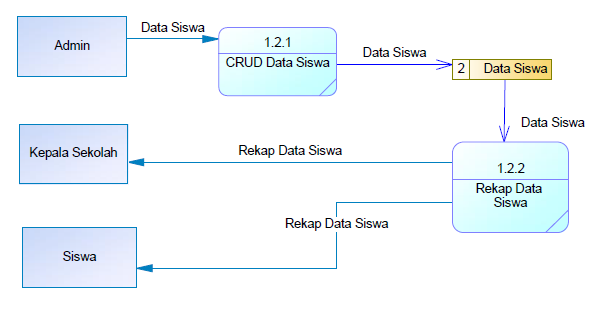 Data Siswa
Admin
1.2.1
CRUD Data Siswa
Data Siswa
2 Data Siswa
Data Siswa
Kepala Sekolah
Rekap Data Siswa
1.2.2
Rekap Data
Siswa
Rekap Data Siswa
Siswa